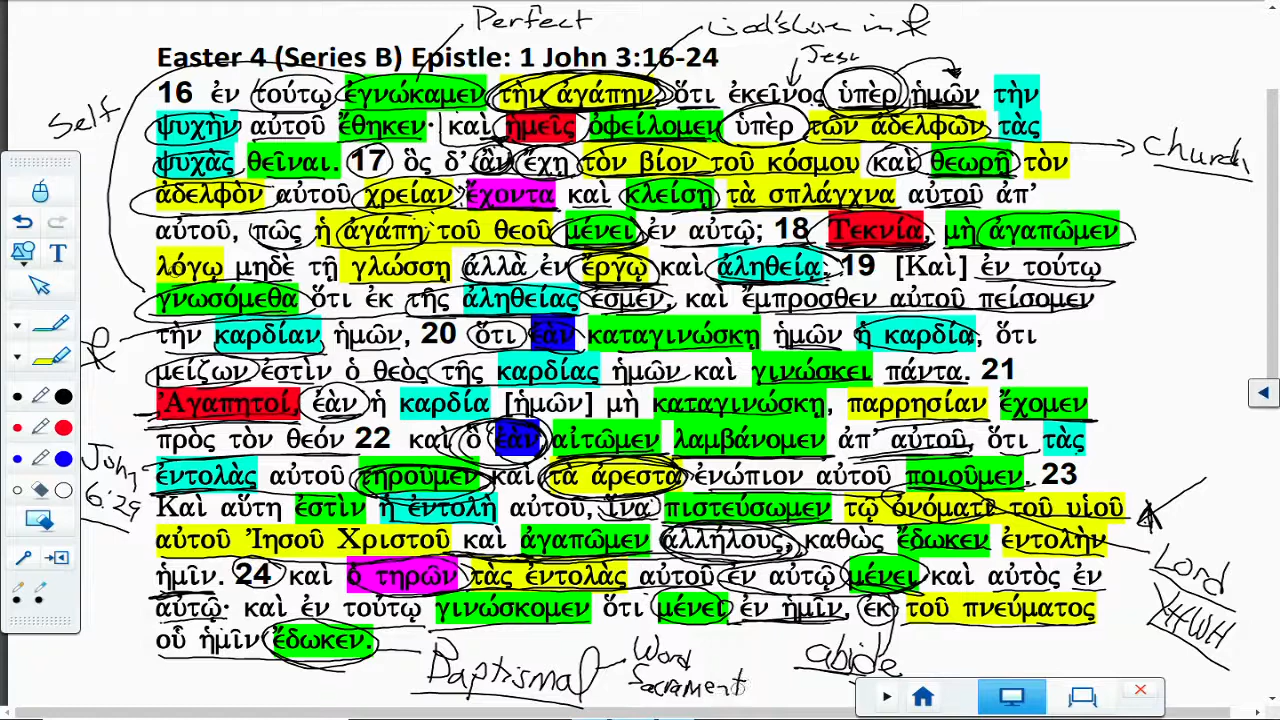 Perfect
God's love in
Easter 4 (Series B) Epistle: 1 John 3:16-24
Jesu
Self
16 ἐν τούτῳ ἐγνώκαμεν τὴν ἀγάπην, ὅτι ἐκεῖνος ὑπὲρ ἡμῶν τὴν
ψυχὴν αὐτοῦ ἔθηκεν· καὶ ἡμεῖς ὀφείλομεν ὑπὲρ τῶν ἀδελφῶν τὰς
church
ψυχὰς θεῖναι. 17 ὃς δ’ ἂν ἔχῃ τὸν βίον τοῦ κόσμου καὶ θεωρῇ τὸν
ἀδελφὸν αὐτοῦ χρείαν ἔχοντα καὶ κλείσῃ τὰ σπλάγχνα αὐτοῦ ἀπ’
αὐτοῦ, πῶς ἡ ἀγάπη τοῦ θεοῦ μένει ἐν αὐτῷ; 18 Τεκνία, μὴ ἀγαπῶμεν
λόγῳ μηδὲ τῇ γλώσσῃ ἀλλὰ ἐν ἔργῳ καὶ ἀληθείᾳ. 19 [Καὶ] ἐν τούτῳ
γνωσόμεθα ὅτι ἐκ τῆς ἀληθείας ἐσμέν, καὶ ἔμπροσθεν αὐτοῦ πείσομεν
τὴν καρδίαν ἡμῶν, 20 ὅτι ἐὰν καταγινώσκῃ ἡμῶν ἡ καρδία, ὅτι
μείζων ἐστὶν ὁ θεὸς τῆς καρδίας ἡμῶν καὶ γινώσκει πάντα. 21
Ἀγαπητοί, ἐὰν ἡ καρδία [ἡμῶν] μὴ καταγινώσκῃ, παρρησίαν ἔχομεν
πρὸς τὸν θεόν 22 καὶ ὃ ἐὰν αἰτῶμεν λαμβάνομεν ἀπ’ αὐτοῦ, ὅτι τὰς
John
6:29
ἐντολὰς αὐτοῦ τηροῦμεν καὶ τὰ ἀρεστὰ ἐνώπιον αὐτοῦ ποιοῦμεν. 23
Καὶ αὕτη ἐστὶν ἡ ἐντολὴ αὐτοῦ, ἵνα πιστεύσωμεν τῷ ὀνόματι τοῦ υἱοῦ
αὐτοῦ Ἰησοῦ Χριστοῦ καὶ ἀγαπῶμεν ἀλλήλους, καθὼς ἔδωκεν ἐντολὴν
ἡμῖν. 24 καὶ ὁ τηρῶν τὰς ἐντολὰς αὐτοῦ ἐν αὐτῷ μένει καὶ αὐτὸς ἐν
Lord
YHWH
αὐτῷ· καὶ ἐν τούτῳ γινώσκομεν ὅτι μένει ἐν ἡμῖν, ἐκ τοῦ πνεύματος
οὗ ἡμῖν ἔδωκεν.
Baptismal
Word
Sacrament
abide
T